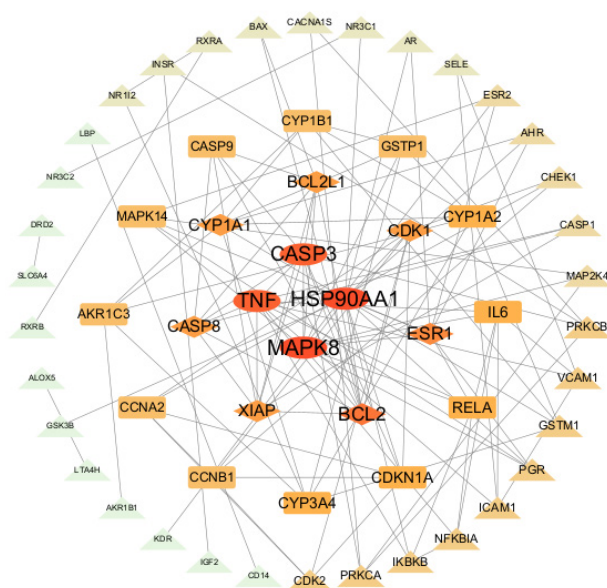 BAX
CACNA1S
NR3C1
RXRA
AR
INSR
SELE
NR1I2
ESR2
CYP1B1
LBP
CASP9
GSTP1
AHR
NR3C2
BCL2L1
CHEK1
MAPK14
CYP1A1
CYP1A2
CDK1
DRD2
CASP3
CASP1
SLC6A4
MAP2K4
TNF
HSP90AA1
RXRB
AKR1C3
IL6
CASP8
PRKCB
MAPK8
ESR1
ALOX5
VCAM1
CCNA2
XIAP
BCL2
RELA
GSK3B
GSTM1
LTA4H
CCNB1
CDKN1A
PGR
CYP3A4
AKR1B1
ICAM1
KDR
NFKBIA
IGF2
CD14
CDK2
PRKCA
IKBKB